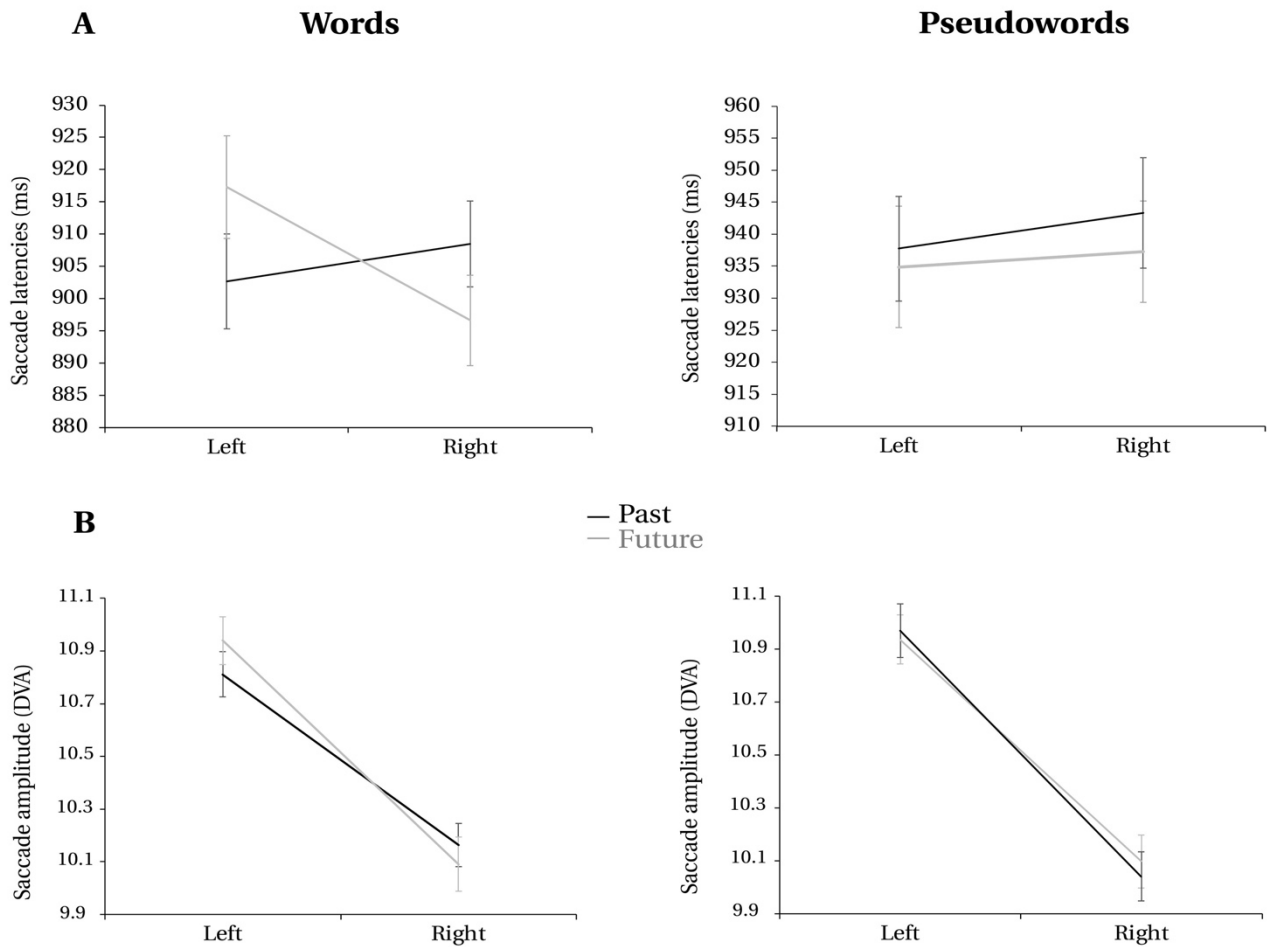 A
Words
Pseudowords
Saccade latencies (ms)
930
925
920
915
910
905
900
895
890
885
880
Left
Right
Saccade latencies (ms)
960
955
950
945
940
935
930
925
920
915
910
Left
Right
B
Past
Future
Saccade amplitude (DVA)
11.1
10.9
10.7
10.5
10.3
10.1
9.9
Left
Right
Saccade amplitude (DVA)
11.1
10.9
10.7
10.5
10.3
10.1
9.9
Left
Right